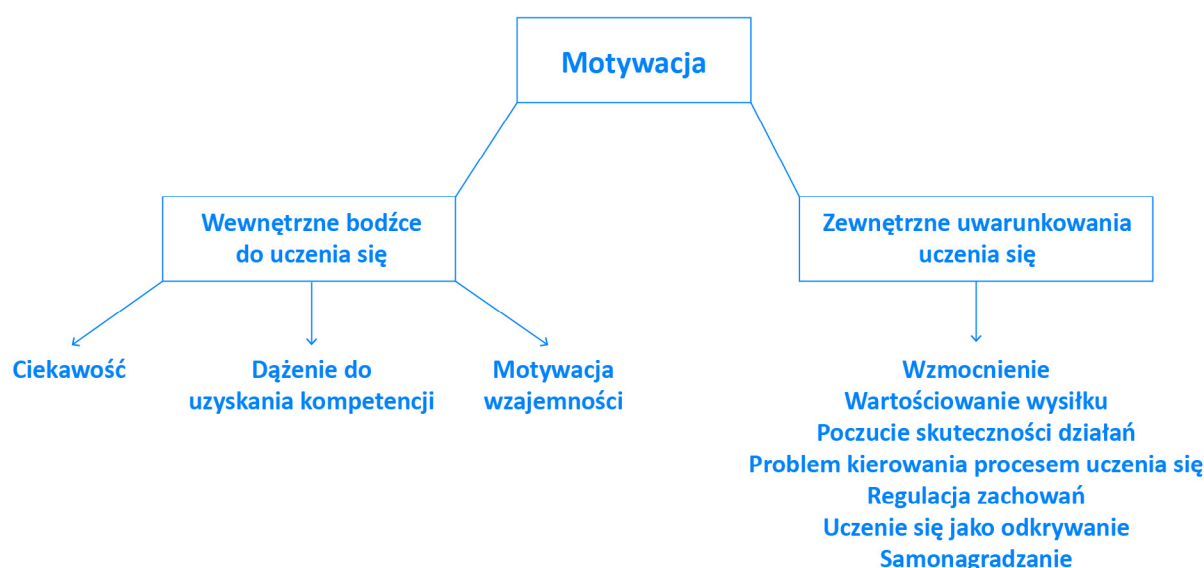 Motywacja
Wewnętrzne bodźce
do uczenia się
Zewnętrzne uwarunkowania
uczenia się
Ciekawość
Dążenie do
uzyskania kompetencji
Motywacja
wzajemności
Wzmocnienie
Wartościowanie wysiłku
Poczucie skuteczności działań
Problem kierowania procesem uczenia się
Regulacja zachowań
Uczenie się jako odkrywanie
Samonagradzanie